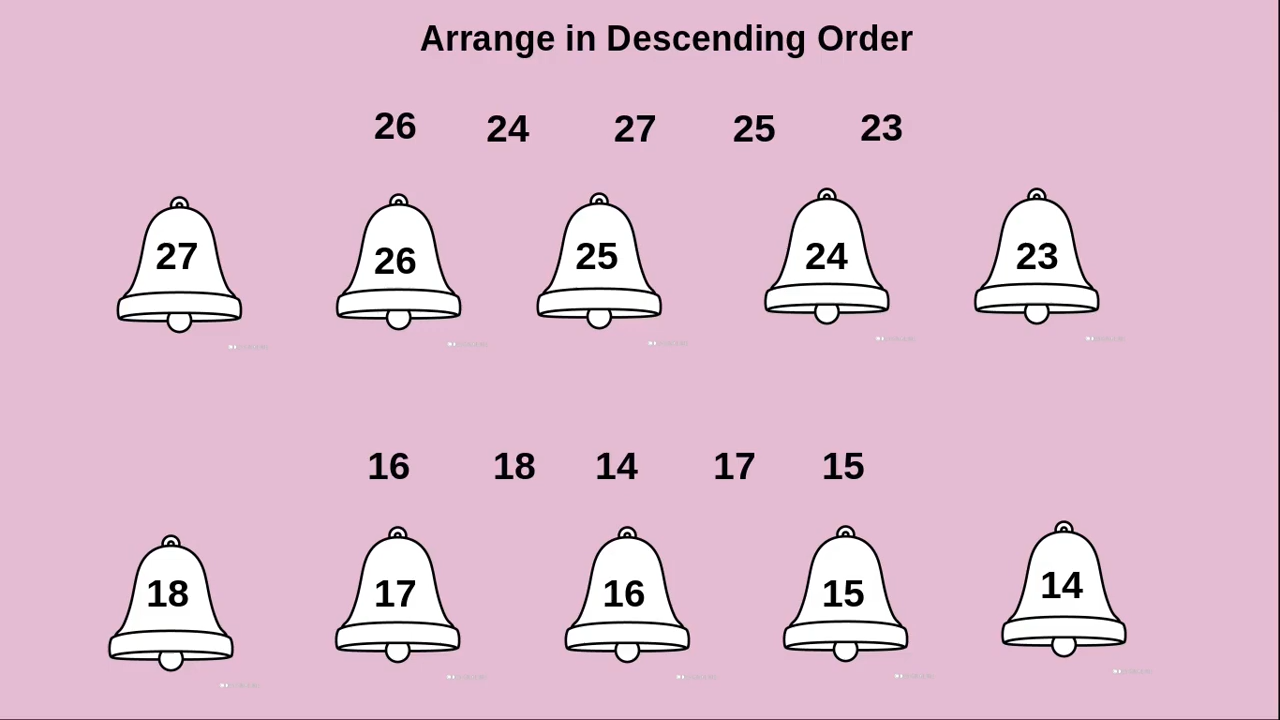 Arrange in Descending Order
26 24 27 25 23
27 26 25 24 23
16 18 14 17 15
18 17 16 15 14